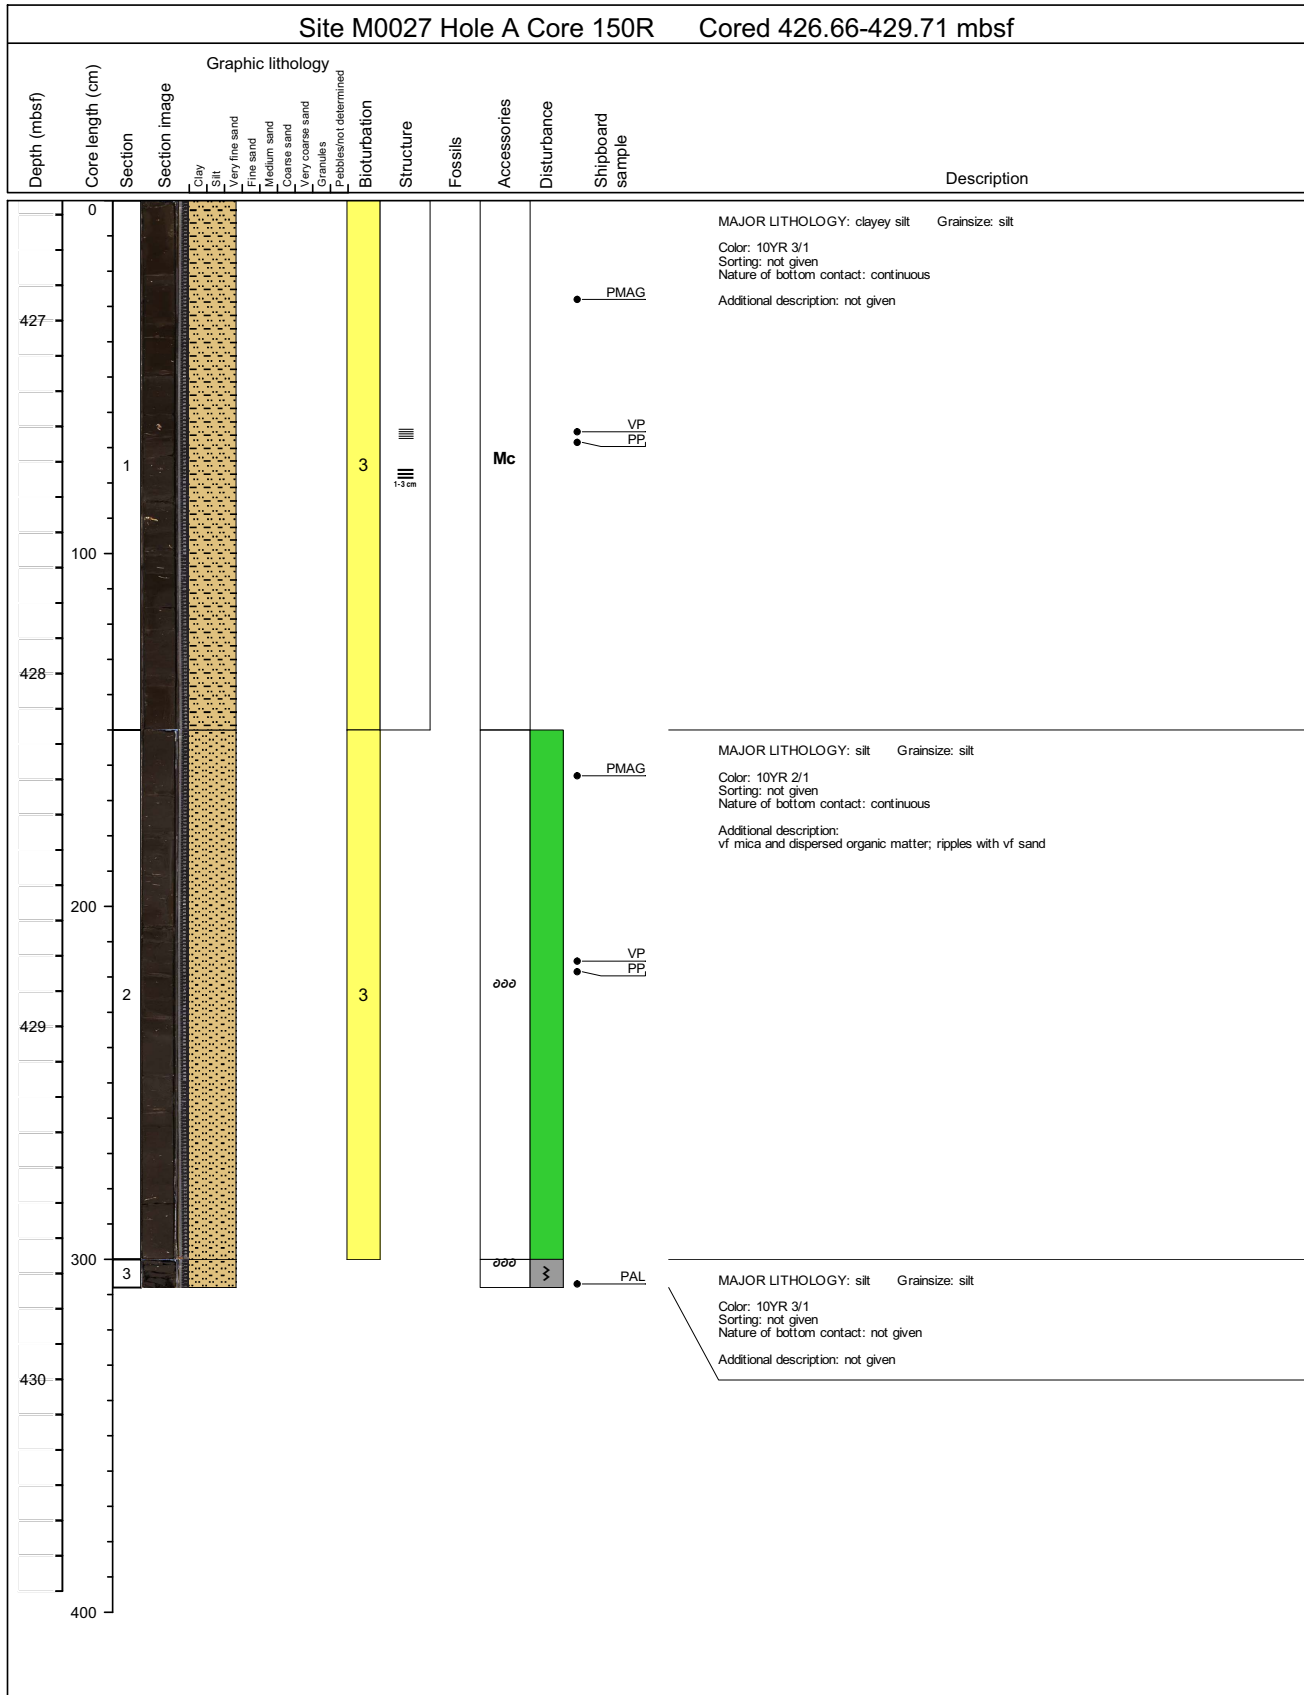 Site M0027 Hole A Core 150R Cored 426.66-429.71 mbsf
Depth (mbsf)
Core length (cm)
Section
Section image
Graphic lithology
Clay
Silt
Very fine sand
Fine sand
Medium sand
Coarse sand
Very coarse sand
Granules
Pebbles/not determined
Bioturbation
Structure
Fossils
Accessories
Disturbance
Shipboard
sample
Description
0
MAJOR LITHOLOGY: clayey silt Grainsize: silt
Color: 10YR 3/1
Sorting: not given
Nature of bottom contact: continuous
Additional description: not given
PMAG
427
VP
PP
1
3
Mc
1-3 cm
100
428
MAJOR LITHOLOGY: silt Grainsize: silt
Color: 10YR 2/1
Sorting: not given
Nature of bottom contact: continuous
Additional description:
vf mica and dispersed organic matter; ripples with vf sand
PMAG
200
VP
PP
2
3
429
300
3
PAL
MAJOR LITHOLOGY: silt Grainsize: silt
Color: 10YR 3/1
Sorting: not given
Nature of bottom contact: not given
Additional description: not given
430
400